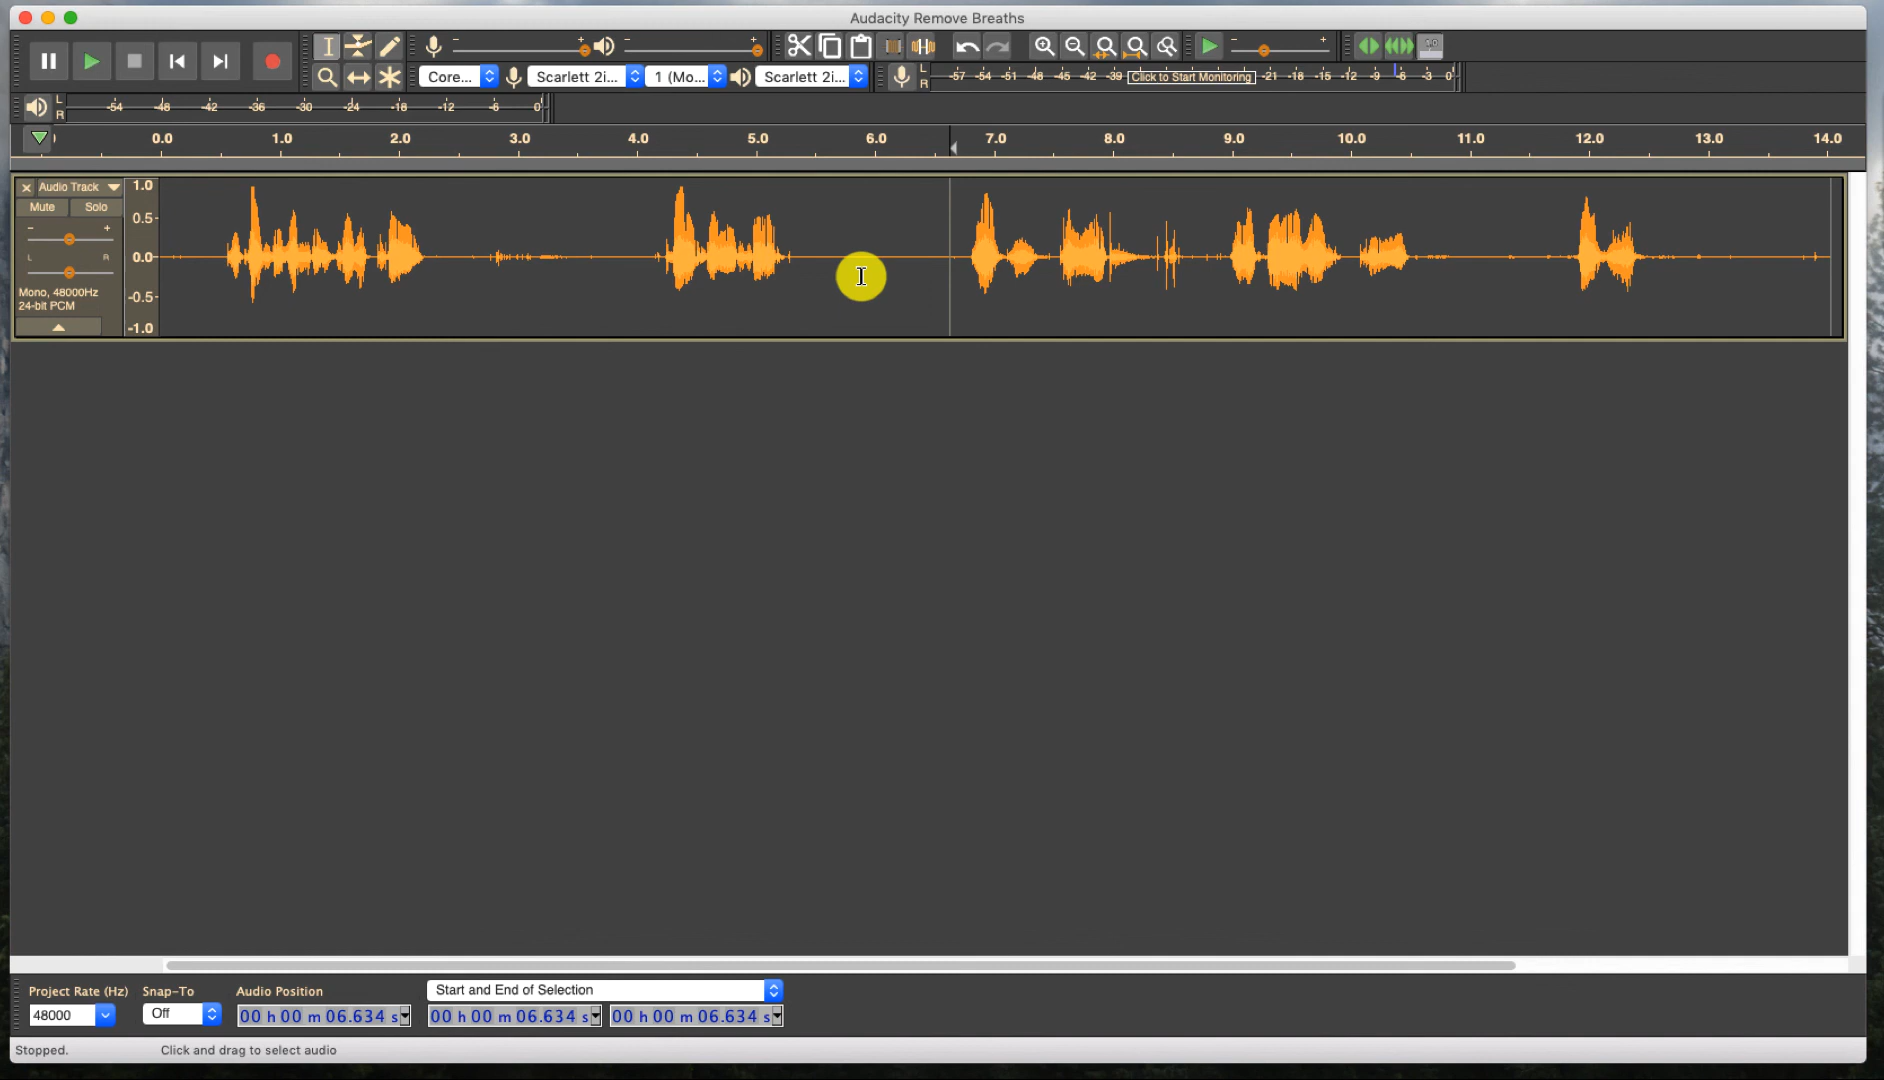 Audacity Remove Breaths
- + - + - +
Core... Scarlett 2i... 1 (Mo... Scarlett 2i... L R -57 -54 -51 -48 -45 -42 -39 Click to Start Monitoring -21 -18 -15 -12 -9 -6 -3 0
L R -54 -48 -42 -36 -30 -24 -18 -12 -6 0
0.0 1.0 2.0 3.0 4.0 5.0 6.0 7.0 8.0 9.0 10.0 11.0 12.0 13.0 14.0
Audio Track 1.0
Mute Solo
- + 0.5
L R 0.0
Mono, 48000Hz -0.5
24-bit PCM
-1.0
Project Rate (Hz) Snap-To Audio Position Start and End of Selection
48000 Off 00 h 00 m 06.634 s 00 h 00 m 06.634 s 00 h 00 m 06.634 s
Stopped. Click and drag to select audio